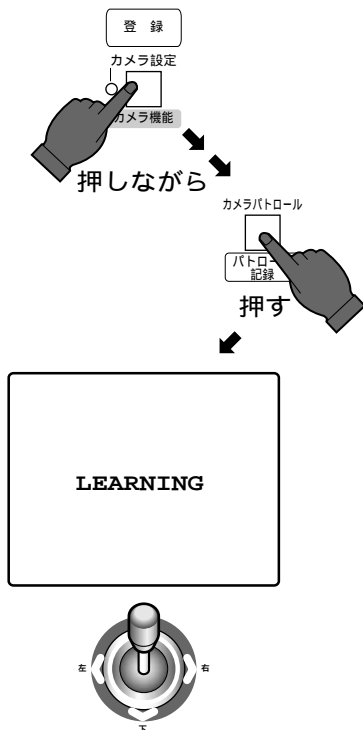 登 録
カメラ設定
カメラ機能
押しながら
カメラパトロール
パトロー
記録
押す
LEARNING
左
右
下